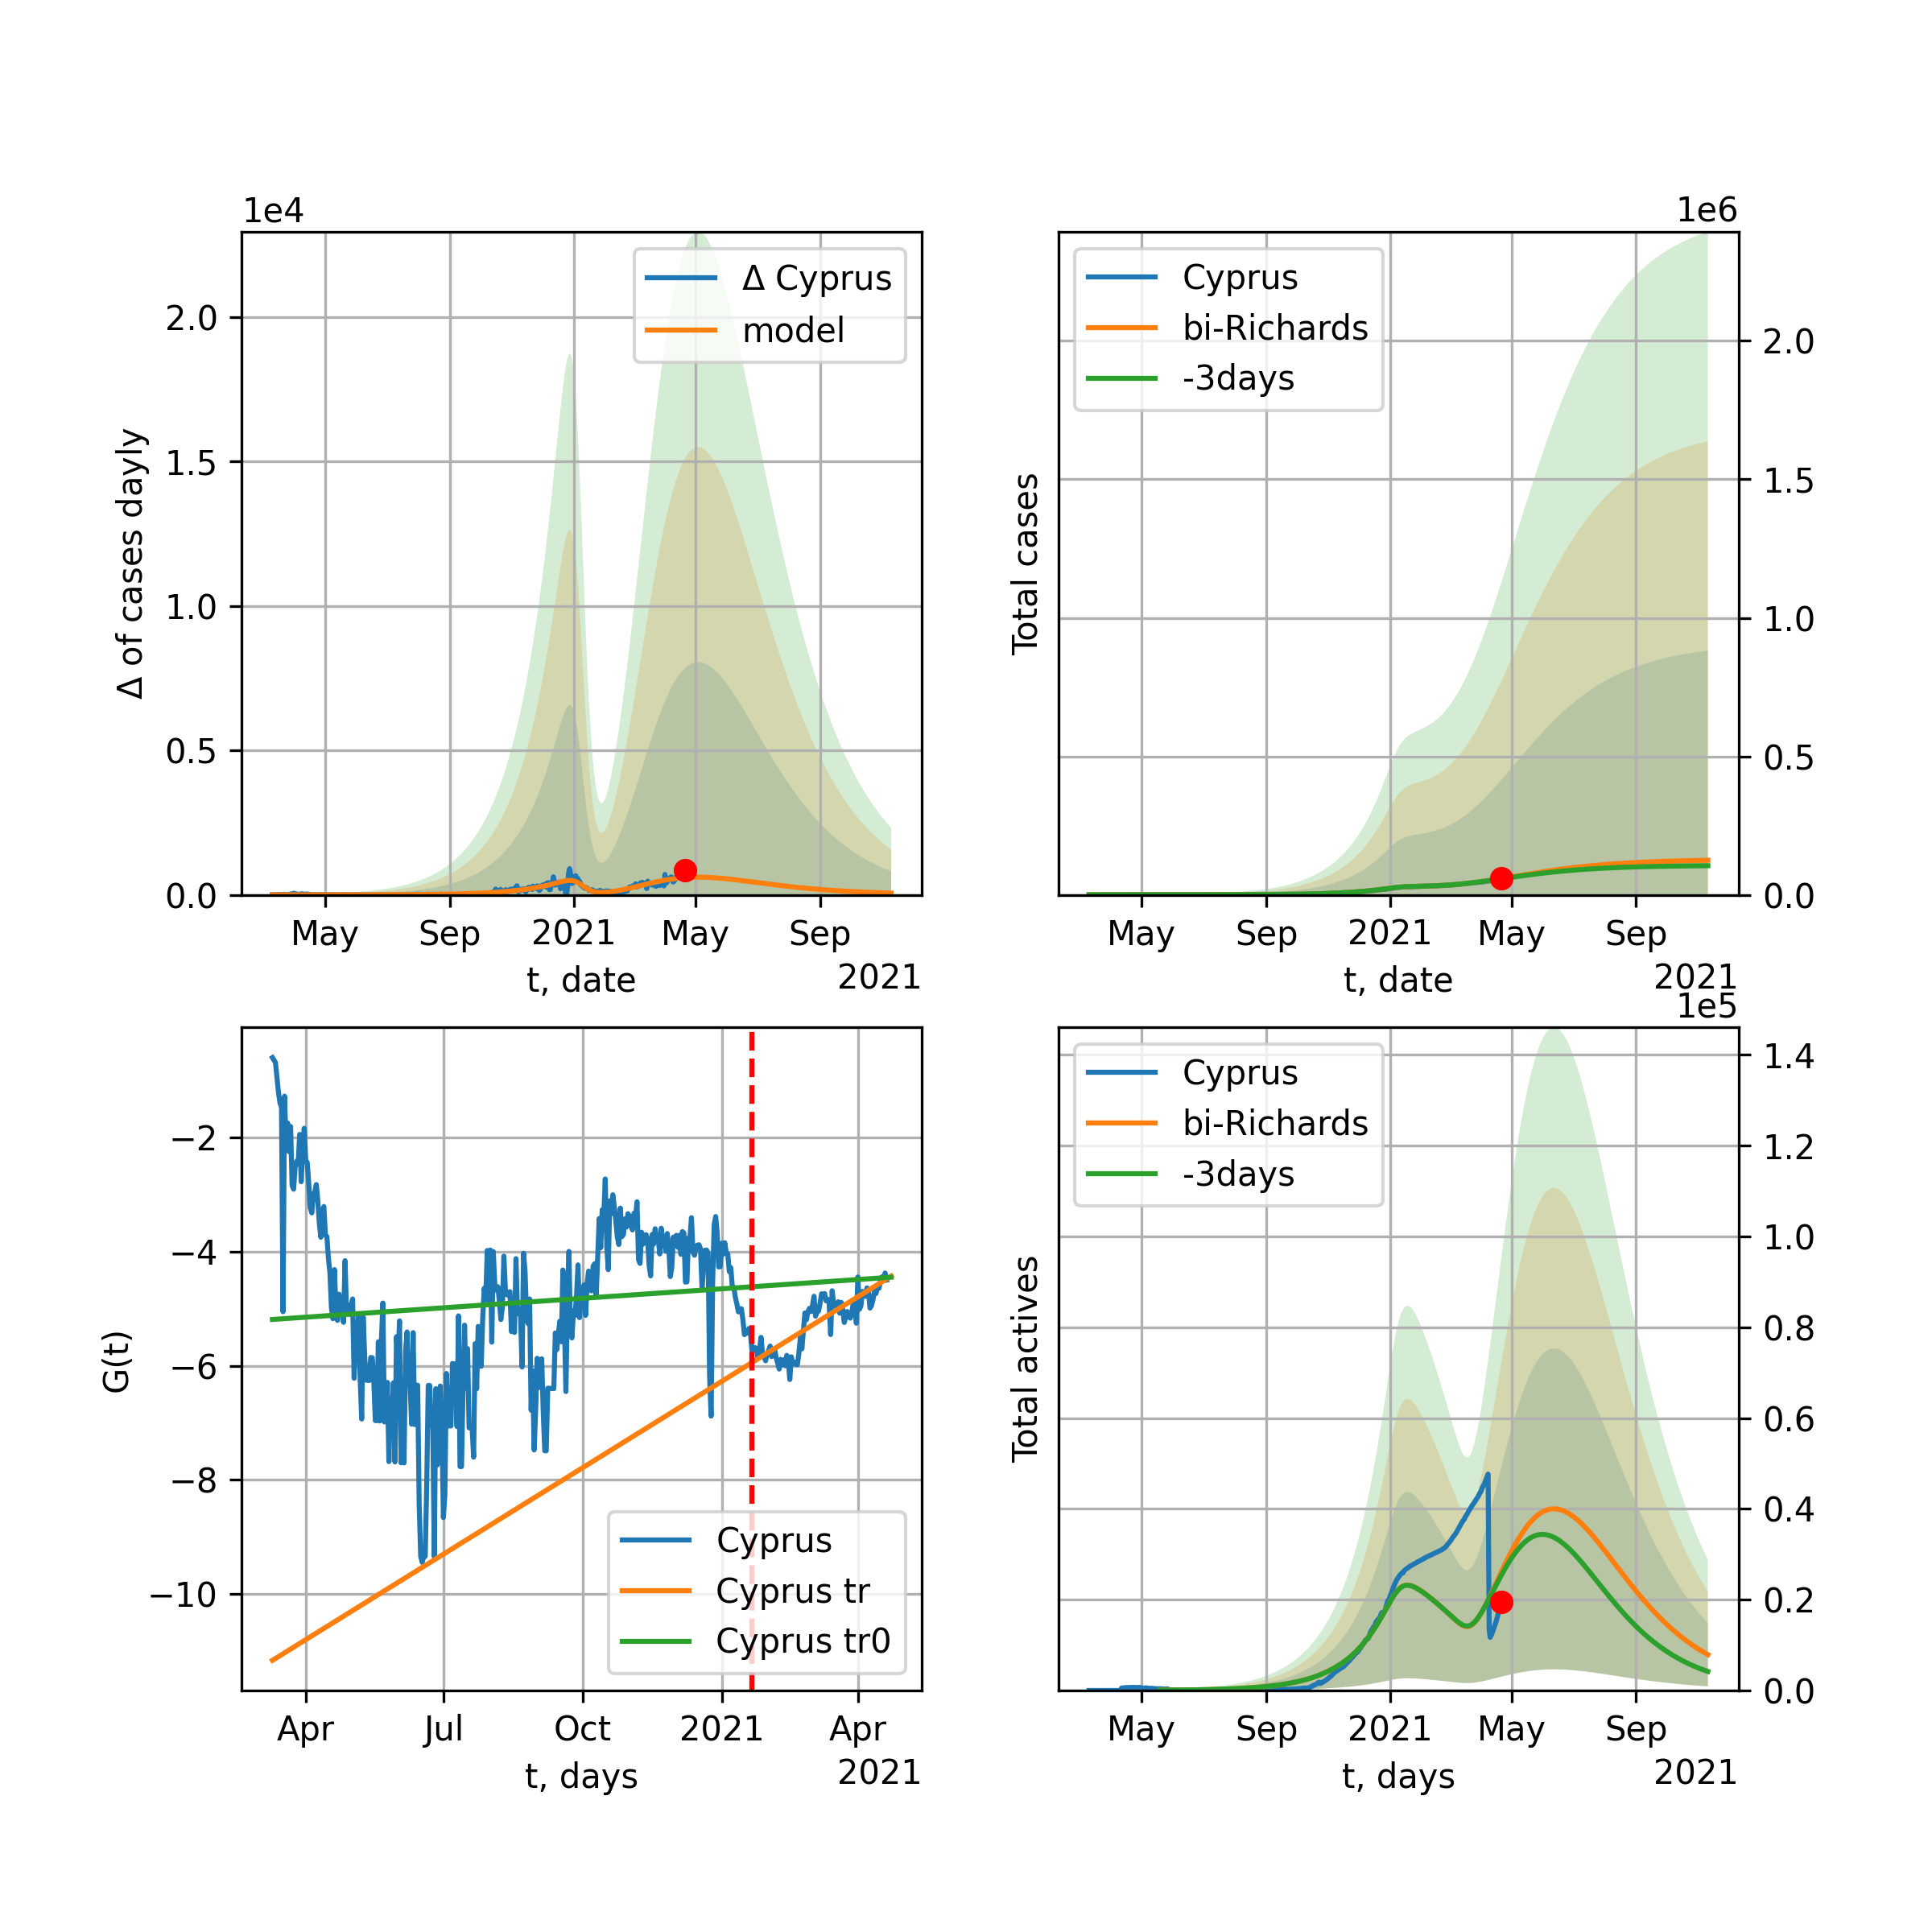 1e4
Δ Cyprus
model
2.0
1.5
1.0
0.5
0.0
Δ of cases dayly
May Sep 2021 May Sep
t, date
2021
1e6
Cyprus
bi-Richards
-3days
2.0
1.5
1.0
0.5
0.0
Total cases
May Sep 2021 May Sep
t, date
2021
−2
−4
−6
−8
−10
G(t)
Cyprus
Cyprus tr
Cyprus tr0
Apr Jul Oct 2021 Apr
t, days
2021
1e5
Cyprus
bi-Richards
-3days
1.4
1.2
1.0
0.8
0.6
0.4
0.2
0.0
Total actives
May Sep 2021 May Sep
t, days
2021